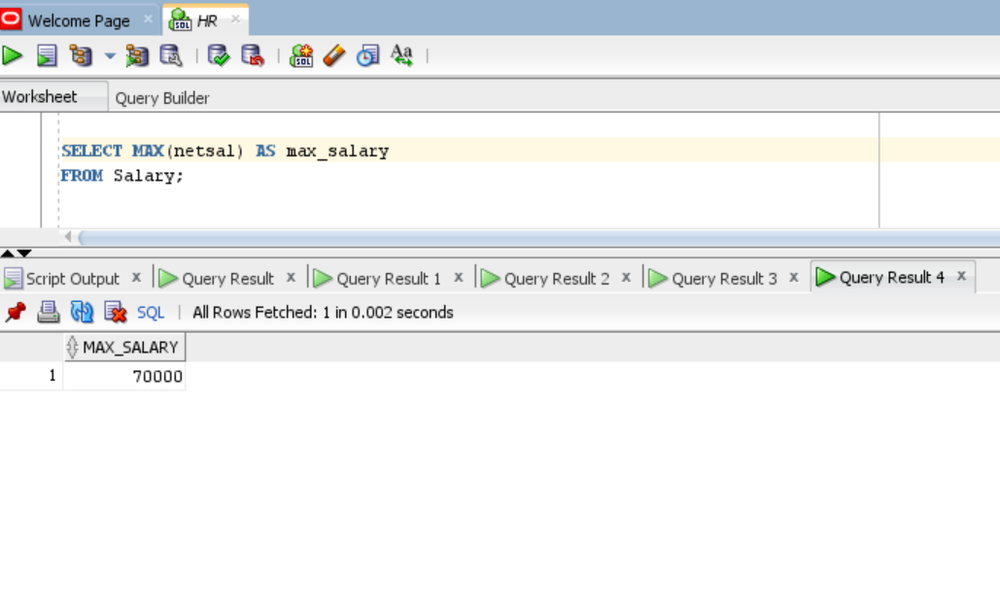 Welcome Page HR
Worksheet Query Builder
SELECT MAX(netsal) AS max_salary
FROM Salary;
Script Output x Query Result x Query Result 1 x Query Result 2 x Query Result 3 x Query Result 4 x
SQL | All Rows Fetched: 1 in 0.002 seconds
MAX_SALARY
1 70000